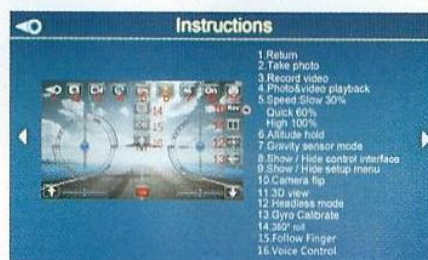 Instructions
1.Return
2.Take photo
3.Record video
4.Photo&video playback
5.Speed:Slow 30%
Quick 60%
High 100%
6.Altitude hold
7.Gravity sensor mode
8.Show / Hide control interface
9.Show / Hide setup menu
10.Camera flip
11.3D view
12.Headless mode
13.Gyro Calibrate
14.360° roll
15.Follow Finger
16.Voice Control